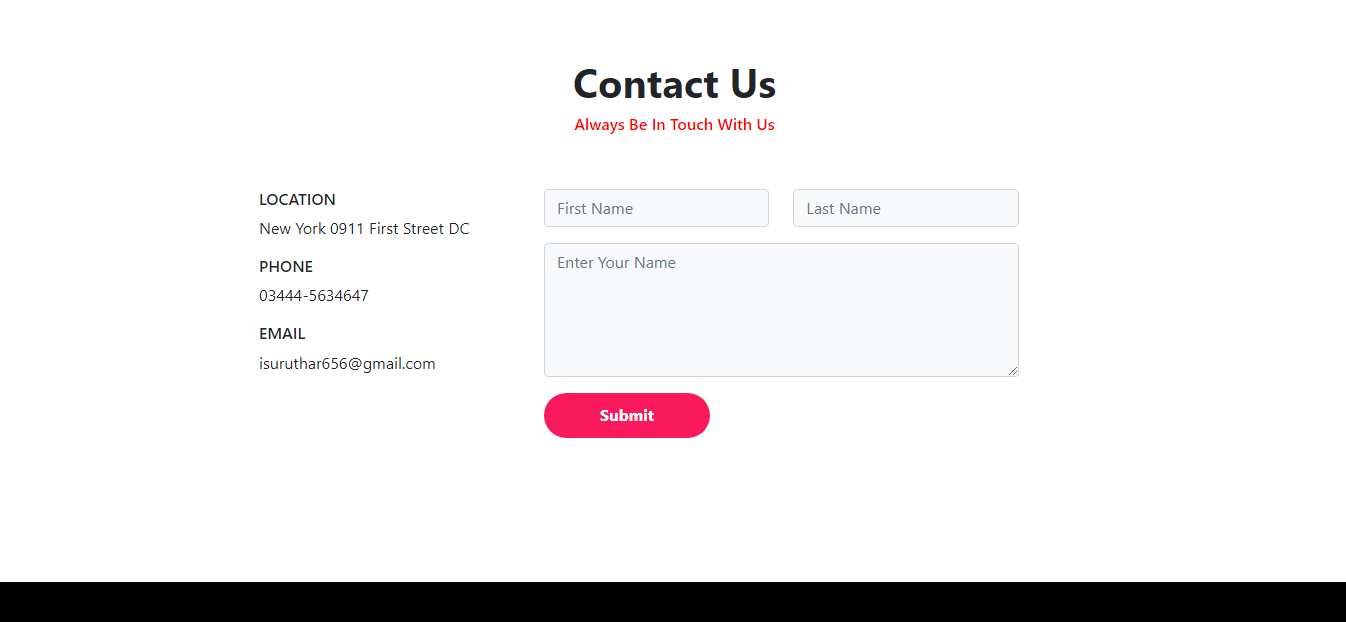 Contact Us
Always Be In Touch With Us
LOCATION
New York 0911 First Street DC
PHONE
03444-5634647
EMAIL
isuruthar656@gmail.com
First Name
Last Name
Enter Your Name
Submit